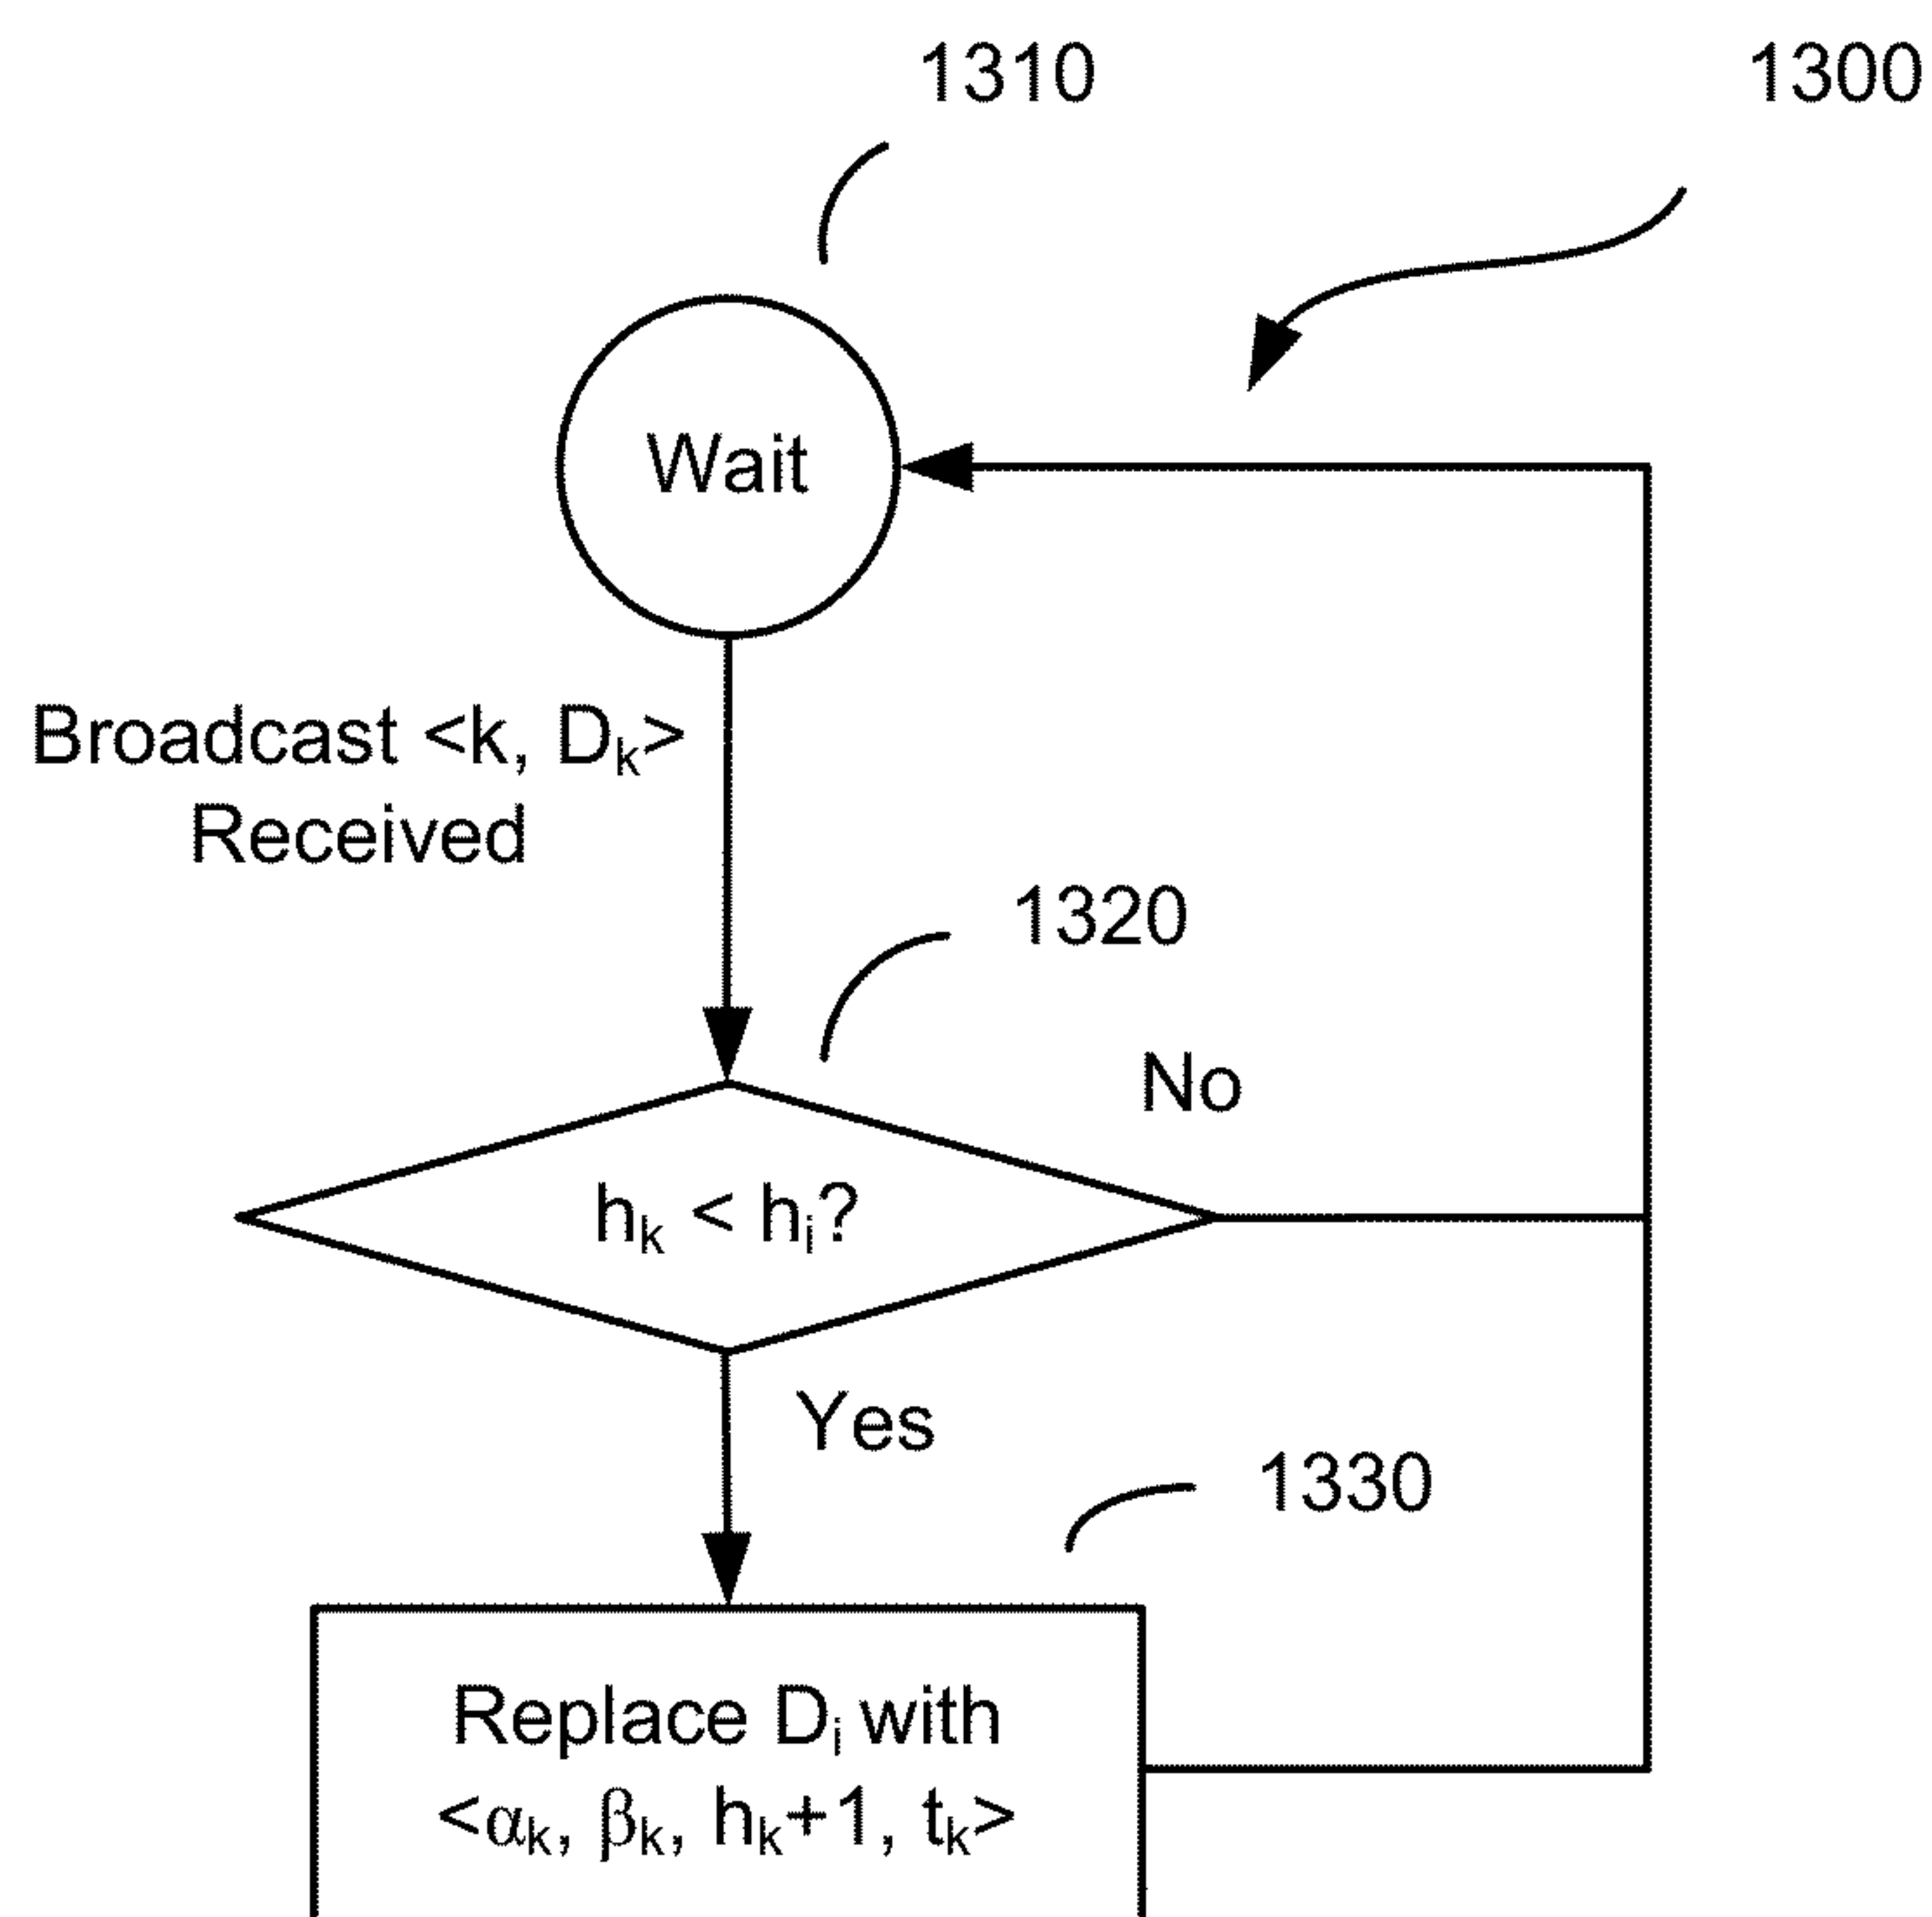 1310
1300
Wait
Broadcast <k, Dₖ>
Received
1320
No
hₖ < hᵢ?
Yes
1330
Replace Dᵢ with
<αₖ, βₖ, hₖ+1, tₖ>